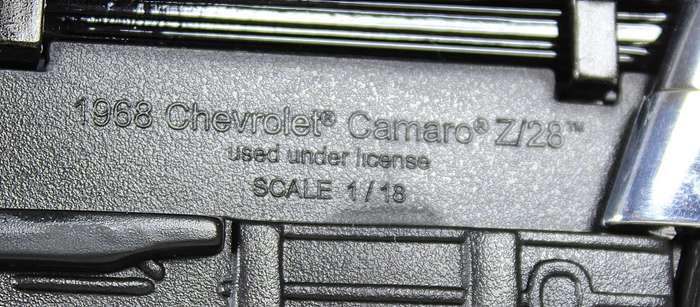 1968 Chevrolet® Camaro® Z/28™
used under license
SCALE 1/18